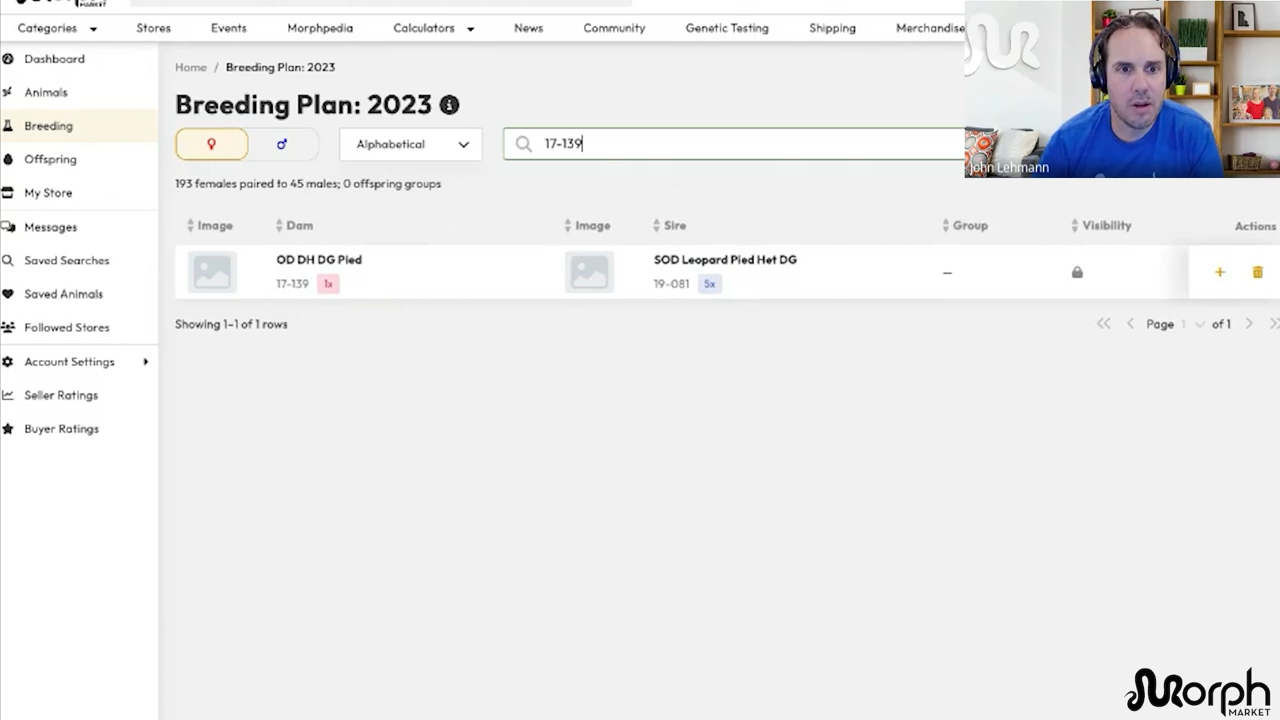 MARKET
Categories
Stores
Events
Morphpedia
Calculators
News
Community
Genetic Testing
Shipping
Merchandise
Dashboard
Animals
Breeding
Offspring
My Store
Messages
Saved Searches
Saved Animals
Followed Stores
Account Settings
Seller Ratings
Buyer Ratings
Home / Breeding Plan: 2023
Breeding Plan: 2023
Alphabetical
17-139
193 females paired to 45 males; 0 offspring groups
Image Dam Image Sire Group Visibility Actions
OD DH DG Pied
17-139 1x
SOD Leopard Pied Het DG
19-081 5x
–
Showing 1–1 of 1 rows
Page 1 of 1
John Lehmann
Morph
MARKET